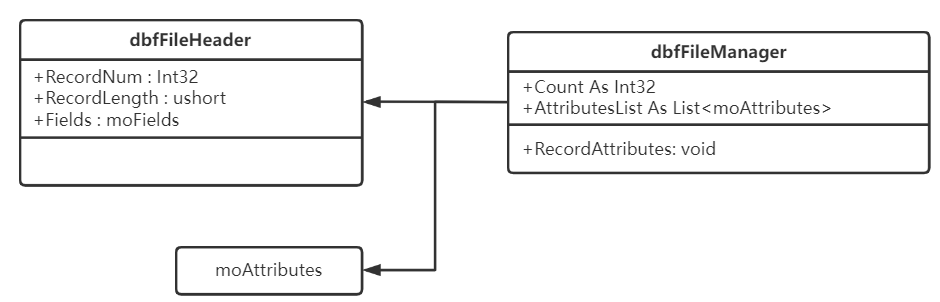 dbfFileHeader
+RecordNum : Int32
+RecordLength : ushort
+Fields : moFields
dbfFileManager
+Count As Int32
+AttributesList As List<moAttributes>
+RecordAttributes: void
moAttributes